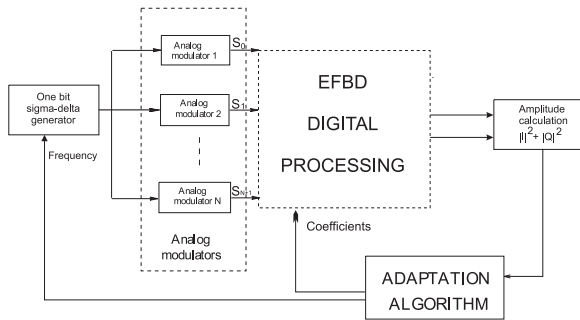 One bit
sigma-delta
generator
Frequency
Analog
modulator 1
Analog
modulator 2
Analog
modulator N
Analog
modulators
S0
S1
SN-1
EFBD
DIGITAL
PROCESSING
Coefficients
Amplitude
calculation
|I|²+ |Q|²
ADAPTATION
ALGORITHM